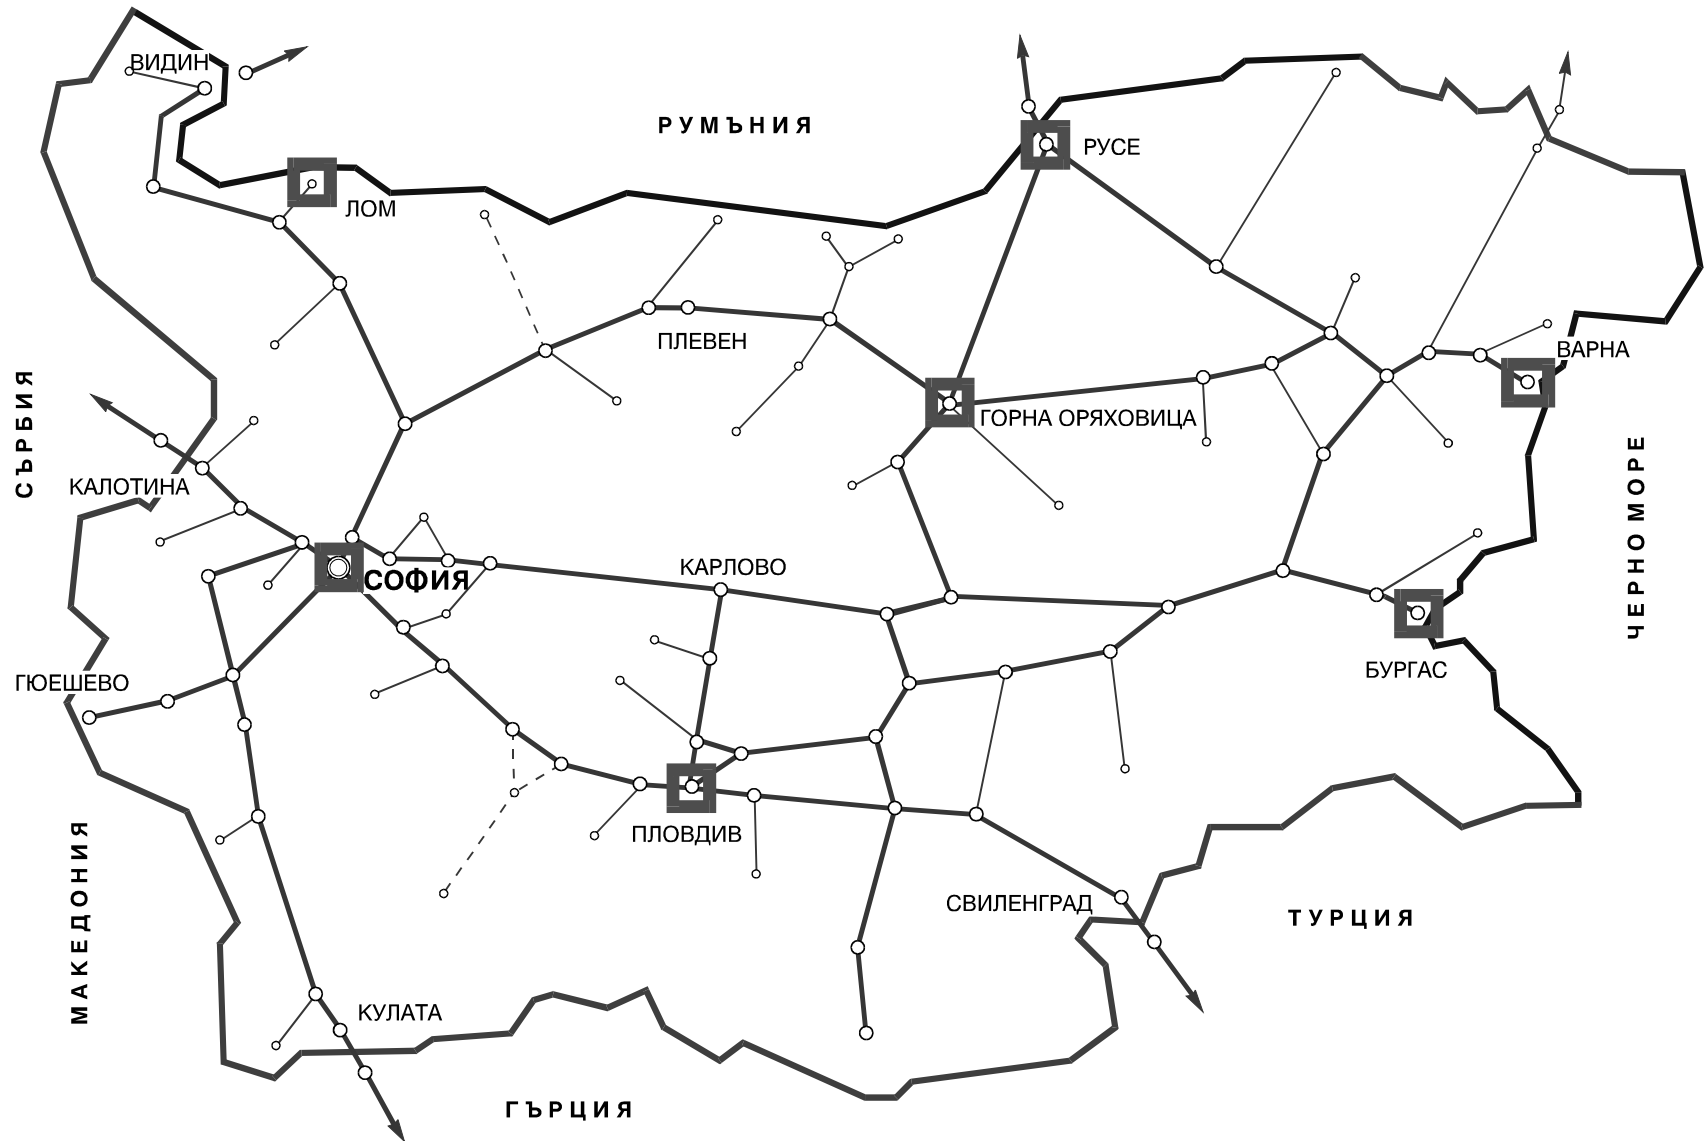 ВИДИН
РУМЪНИЯ
РУСЕ
ЛОМ
ПЛЕВЕН
ВАРНА
СЪРБИЯ
ГОРНА ОРЯХОВИЦА
КАЛОТИНА
ЧЕРНО МОРЕ
КАРЛОВО
СОФИЯ
БУРГАС
ГЮЕШЕВО
ПЛОВДИВ
СВИЛЕНГРАД
ТУРЦИЯ
МАКЕДОНИЯ
КУЛАТА
ГЪРЦИЯ